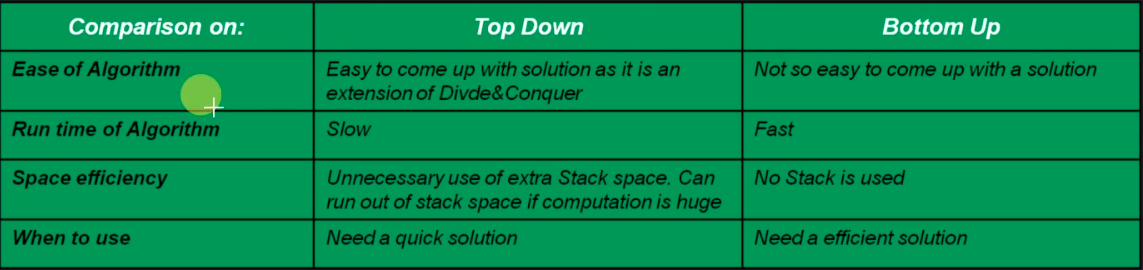 Comparison on: Top Down Bottom Up
Ease of Algorithm
Easy to come up with solution as it is an
extension of Divde&Conquer
Not so easy to come up with a solution
Run time of Algorithm
Slow
Fast
Space efficiency
Unnecessary use of extra Stack space. Can
run out of stack space if computation is huge
No Stack is used
When to use
Need a quick solution
Need a efficient solution